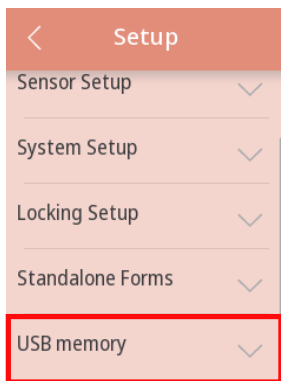 Setup
Sensor Setup
System Setup
Locking Setup
Standalone Forms
USB memory